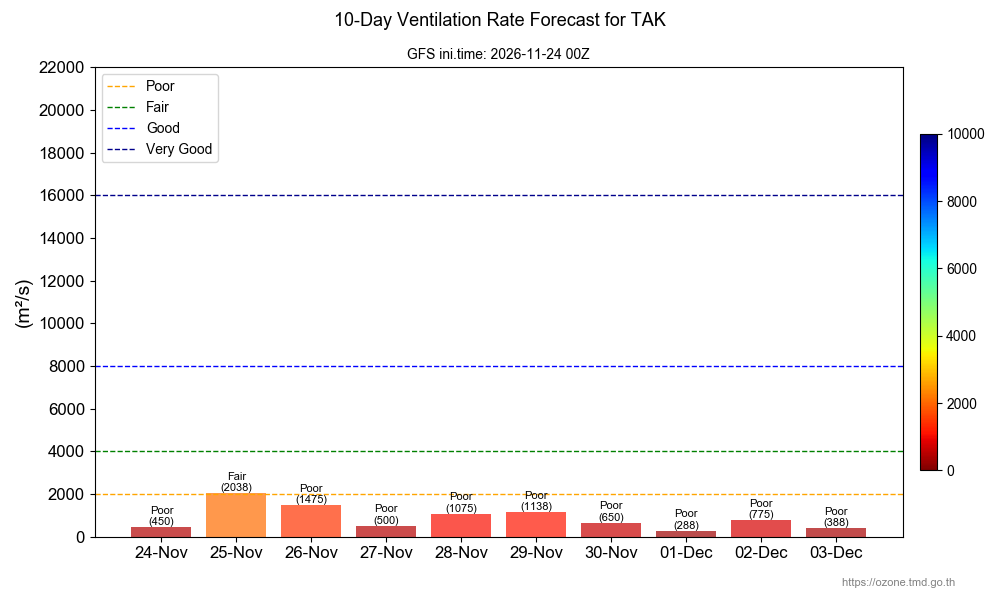 10-Day Ventilation Rate Forecast for TAK
GFS ini.time: 2026-11-24 00Z
(m²/s)
22000
20000
18000
16000
14000
12000
10000
8000
6000
4000
2000
0
Poor
Fair
Good
Very Good
Poor
(450)
Fair
(2038)
Poor
(1475)
Poor
(500)
Poor
(1075)
Poor
(1138)
Poor
(650)
Poor
(288)
Poor
(775)
Poor
(388)
24-Nov 25-Nov 26-Nov 27-Nov 28-Nov 29-Nov 30-Nov 01-Dec 02-Dec 03-Dec
10000
8000
6000
4000
2000
0
https://ozone.tmd.go.th